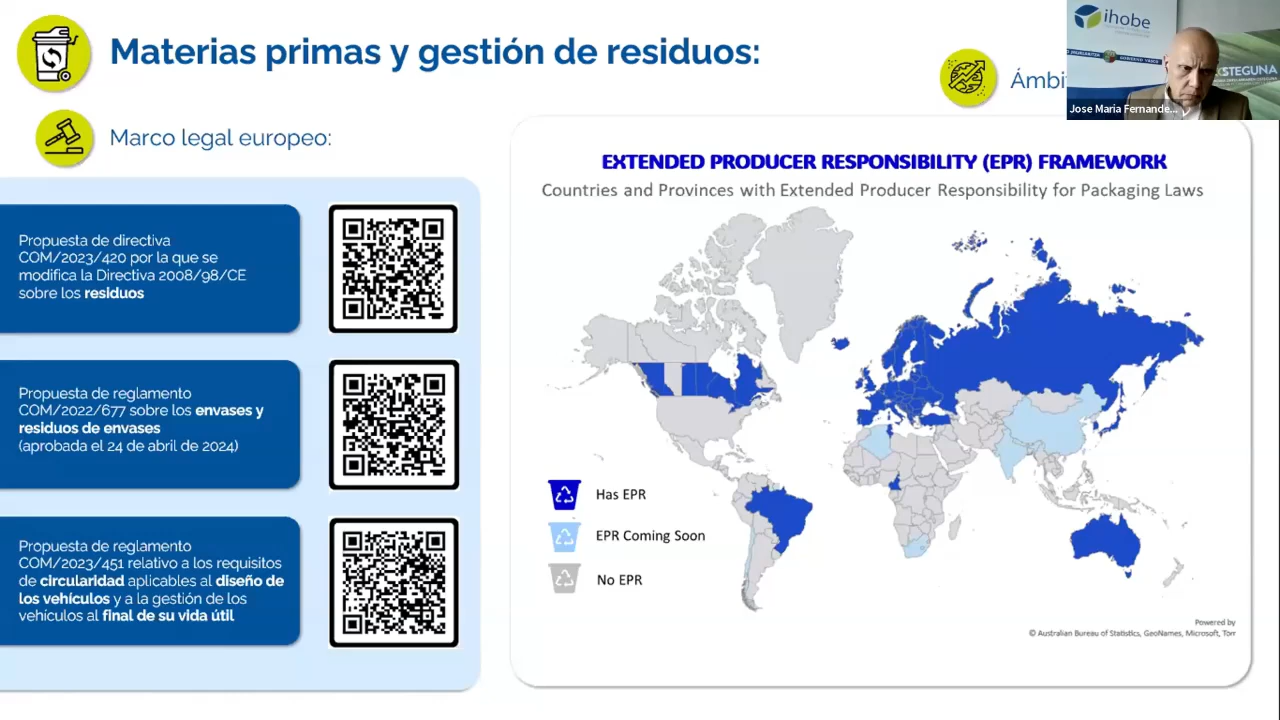 Materias primas y gestión de residuos:
Marco legal europeo:
Propuesta de directiva
COM/2023/420 por la que se
modifica la Directiva 2008/98/CE
sobre los residuos
Propuesta de reglamento
COM/2022/677 sobre los envases y
residuos de envases
(aprobada el 24 de abril de 2024)
Propuesta de reglamento
COM/2023/451 relativo a los requisitos
de circularidad aplicables al diseño de
los vehículos y a la gestión de los
vehículos al final de su vida útil
EXTENDED PRODUCER RESPONSIBILITY (EPR) FRAMEWORK
Countries and Provinces with Extended Producer Responsibility for Packaging Laws
Has EPR
EPR Coming Soon
No EPR
Powered by
© Australian Bureau of Statistics, GeoNames, Microsoft, Tom
ihobe
GOBIERNO VASCO
STEGUNA
Jose Maria Fernande...